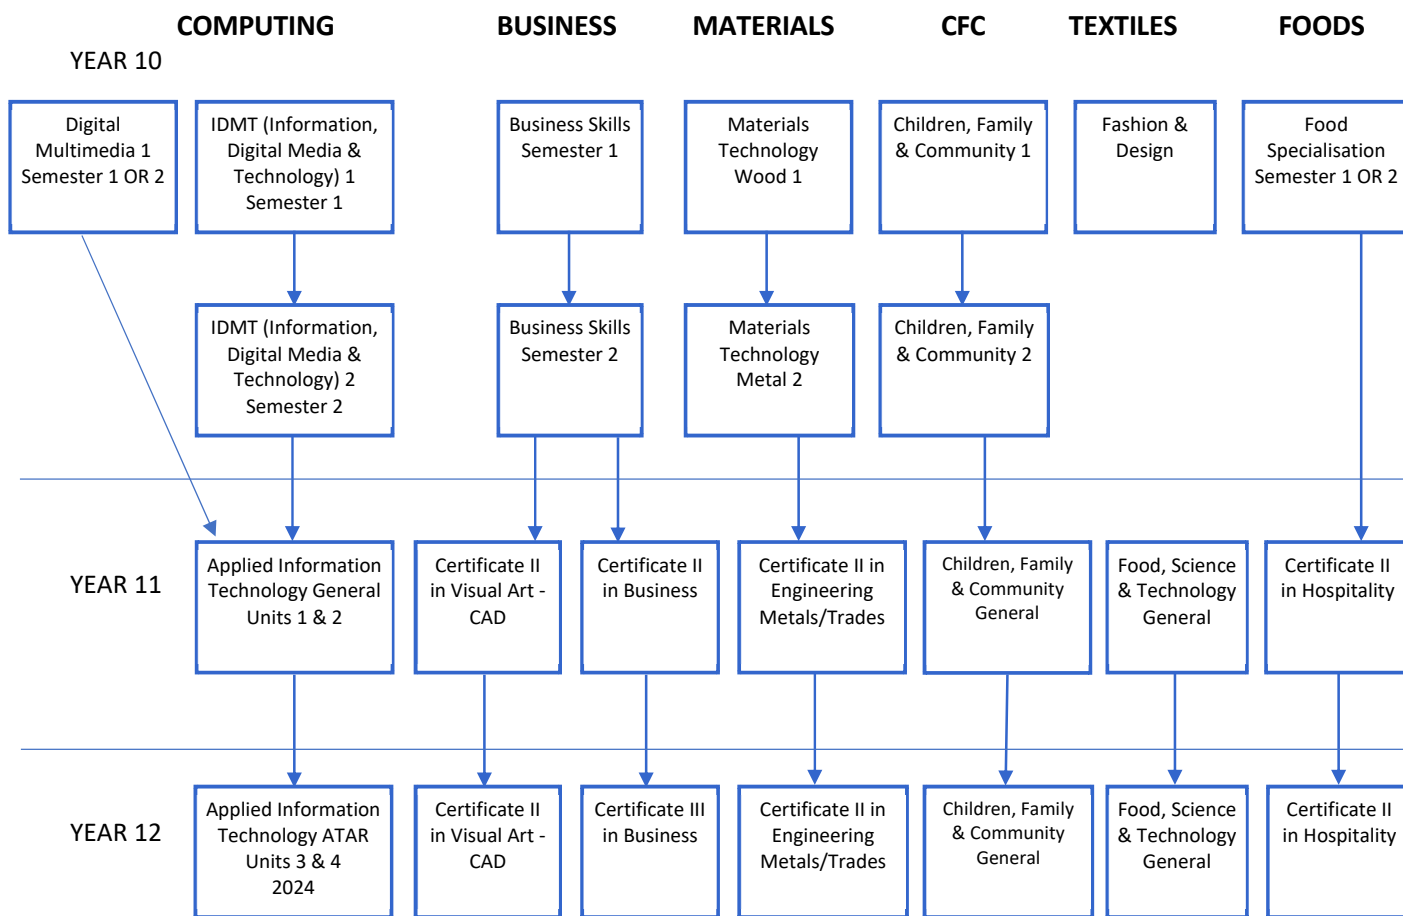 COMPUTING
BUSINESS
MATERIALS
CFC
TEXTILES
FOODS
YEAR 10
Digital
Multimedia 1
Semester 1 OR 2
IDMT (Information,
Digital Media &
Technology) 1
Semester 1
Business Skills
Semester 1
Materials
Technology
Wood 1
Children, Family
& Community 1
Fashion &
Design
Food
Specialisation
Semester 1 OR 2
IDMT (Information,
Digital Media &
Technology) 2
Semester 2
Business Skills
Semester 2
Materials
Technology
Metal 2
Children, Family
& Community 2
YEAR 11
Applied Information
Technology General
Units 1 & 2
Certificate II
in Visual Art -
CAD
Certificate II
in Business
Certificate II in
Engineering
Metals/Trades
Children, Family
& Community
General
Food, Science
& Technology
General
Certificate II
in Hospitality
YEAR 12
Applied Information
Technology ATAR
Units 3 & 4
2024
Certificate II
in Visual Art -
CAD
Certificate III
in Business
Certificate II in
Engineering
Metals/Trades
Children, Family
& Community
General
Food, Science
& Technology
General
Certificate II
in Hospitality